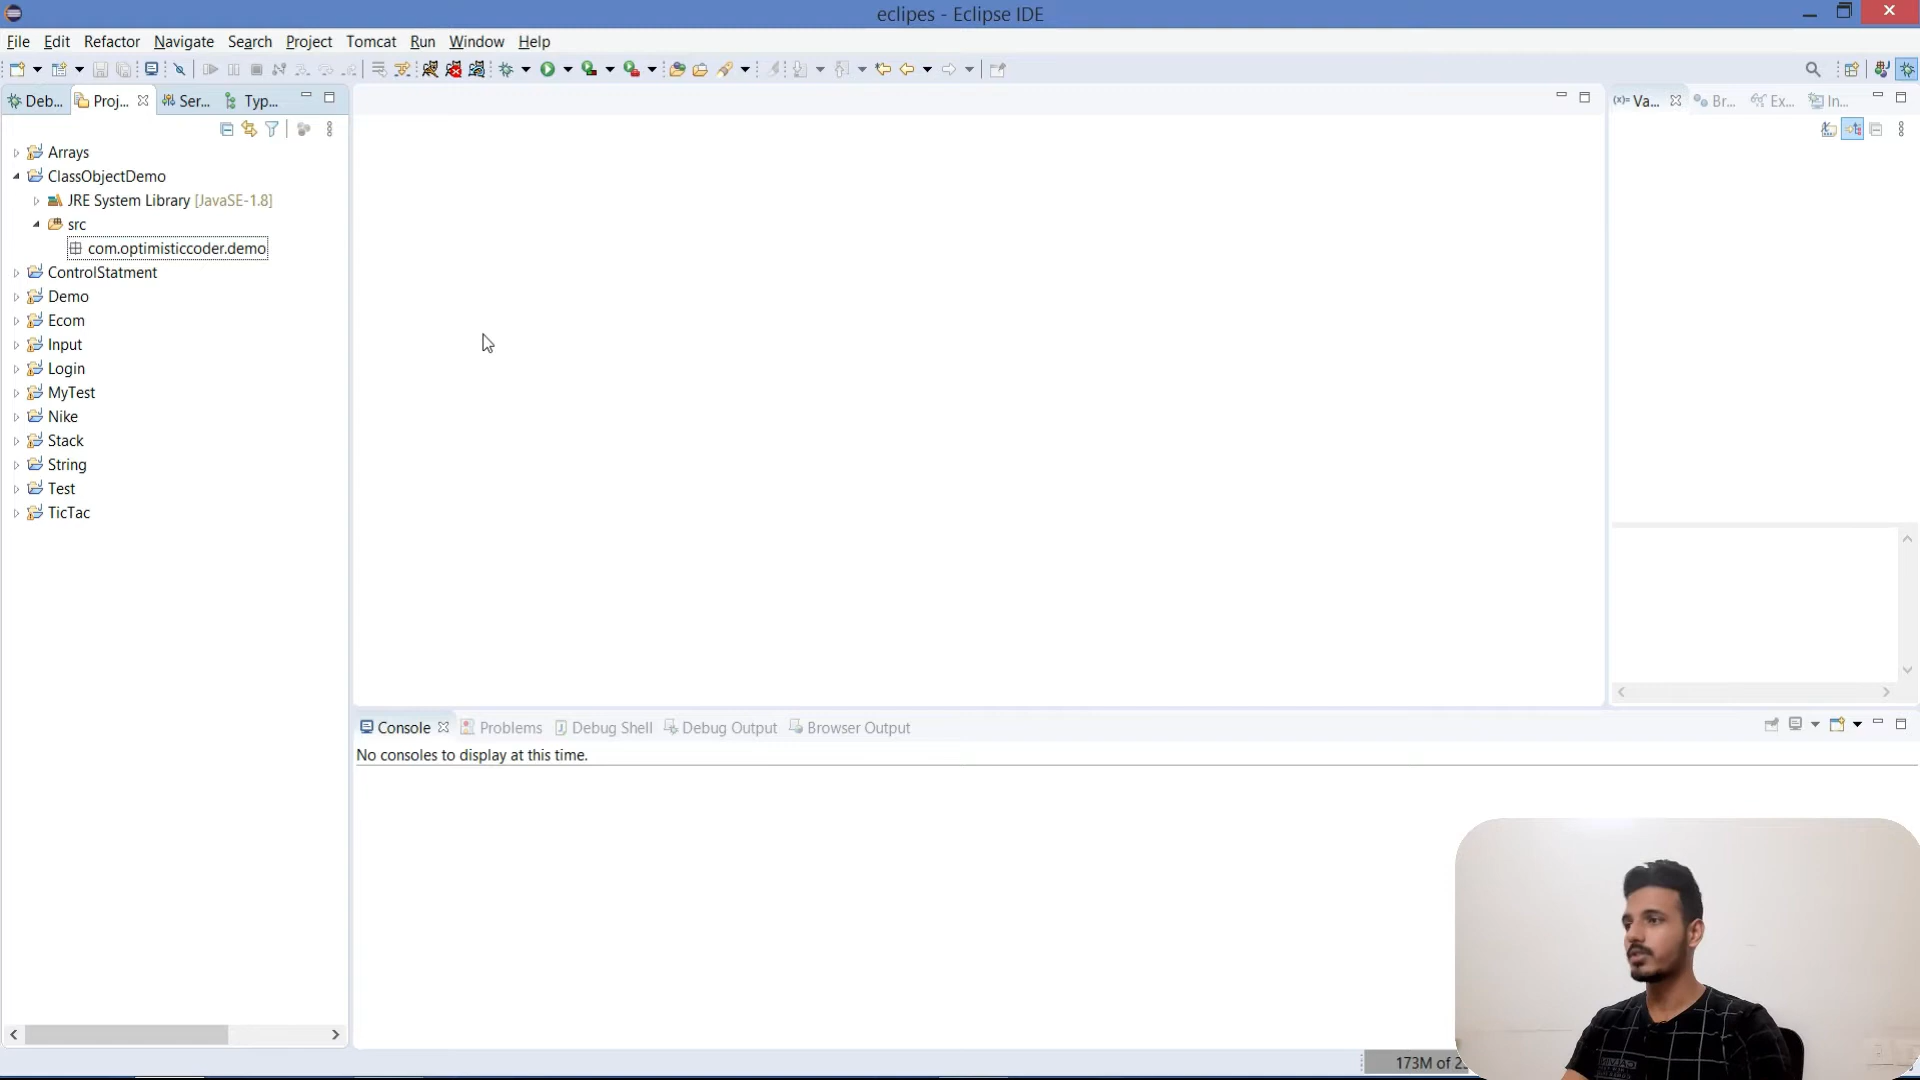 eclipes - Eclipse IDE
File Edit Refactor Navigate Search Project Tomcat Run Window Help
Deb... Proj... Ser... Typ...
(x)= Va... Br... Ex... In...
Arrays
ClassObjectDemo
JRE System Library [JavaSE-1.8]
src
com.optimisticcoder.demo
ControlStatment
Demo
Ecom
Input
Login
MyTest
Nike
Stack
String
Test
TicTac
Console Problems Debug Shell Debug Output Browser Output
No consoles to display at this time.
173M of